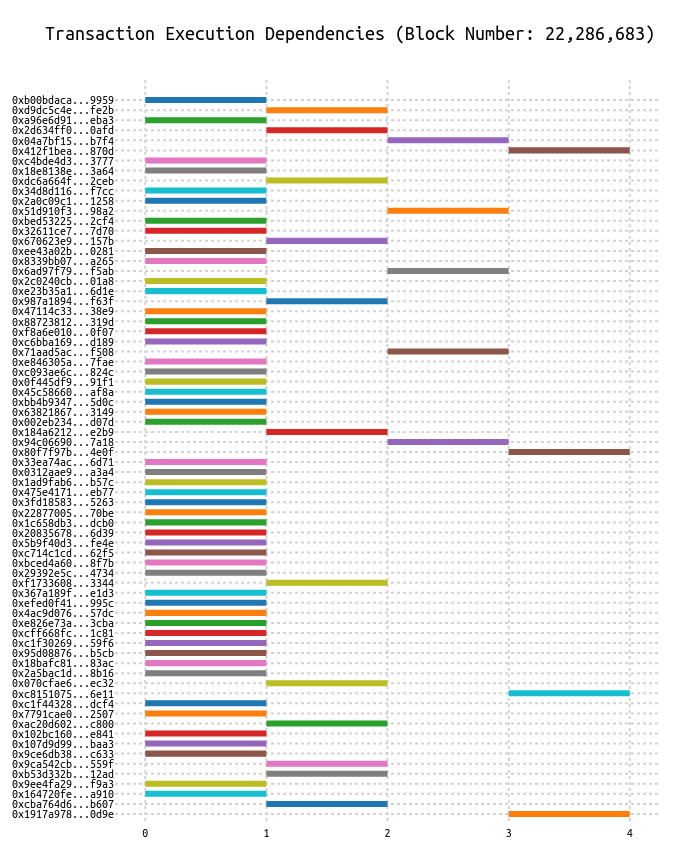 Transaction Execution Dependencies (Block Number: 22,286,683)
0xb00bdaca...9959
0xd9dc5c4e...fe2b
0xa96e6d91...eba3
0x2d634ff0...0afd
0x04a7bf15...b7f4
0x412f1bea...870d
0xc4bde4d3...3777
0x18e8138e...3a64
0xdc6a664f...2ceb
0x34d8d116...f7cc
0x2a0c09c1...1258
0x51d910f3...98a2
0xbed53225...2cf4
0x32611ce7...7d70
0x670623e9...157b
0xee43a02b...0281
0x8339bb07...a265
0x6ad97f79...f5ab
0x2c0240cb...01a8
0xe23b35a1...6d1e
0x987a1894...f63f
0x47114c33...38e9
0x88723812...319d
0xf8a6e010...0f07
0xc6bba169...d189
0x71aad5ac...f508
0xe846305a...7fae
0xc093ae6c...824c
0x0f445df9...91f1
0x45c58660...af8a
0xbb4b9347...5d0c
0x63821867...3149
0x002eb234...d07d
0x184a6212...e2b9
0x94c06690...7a18
0x80f7f97b...4e0f
0x33ea74ac...6d71
0x0312aae9...a3a4
0x1ad9fab6...b57c
0x475e4171...eb77
0x3fd18583...5263
0x22877005...70be
0x1c658db3...dcb0
0x20835678...6d39
0x5b9f40d3...fe4e
0xc714c1cd...62f5
0xbced4a60...8f7b
0x29392e5c...4734
0xf1733608...3344
0x367a189f...e1d3
0xefed0f41...995c
0x4ac9d076...57dc
0xe826e73a...3cba
0xcff668fc...1c81
0xc1f30269...59f6
0x95d08876...b5cb
0x18bafc81...83ac
0x2a5bac1d...8b16
0x070cfae6...ec32
0xc8151075...6e11
0xc1f44328...dcf4
0x7791cae0...2507
0xac20d602...c800
0x102bc160...e841
0x107d9d99...baa3
0x9ce6db38...c633
0x9ca542cb...559f
0xb53d332b...12ad
0x9ee4fa29...f9a3
0x164720fe...a910
0xcba764d6...b607
0x1917a978...0d9e
0 1 2 3 4